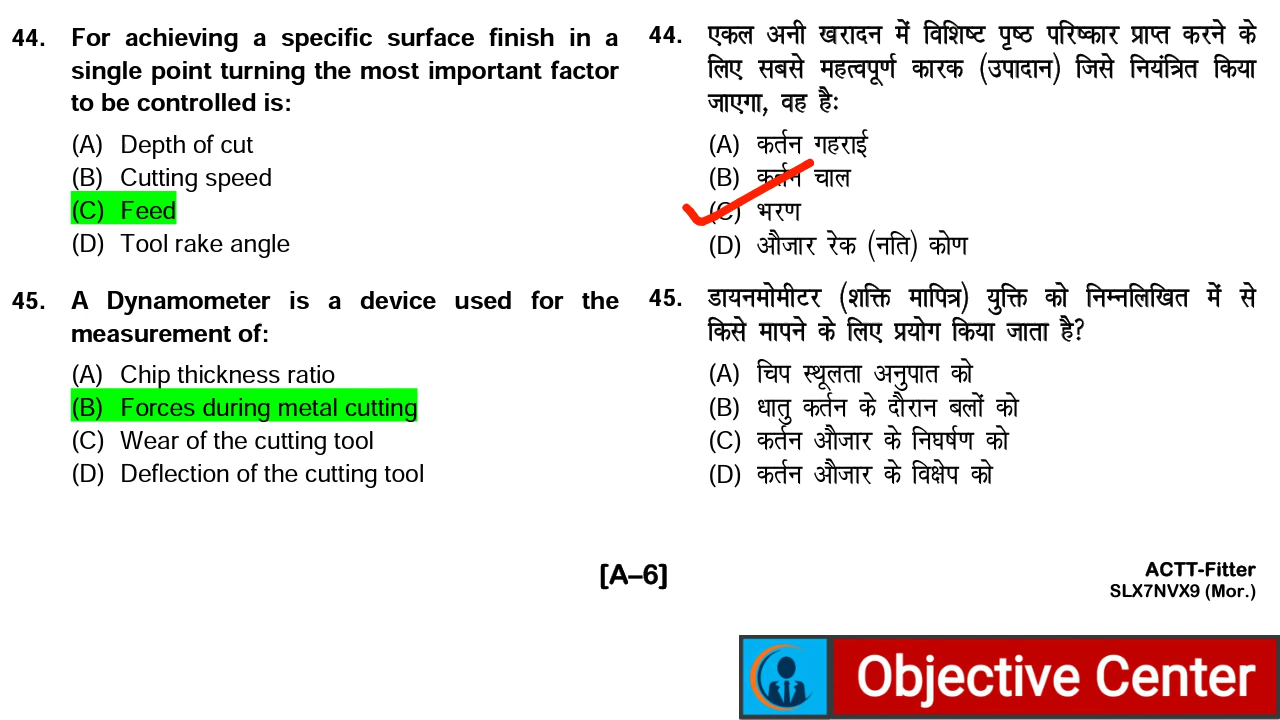 44. For achieving a specific surface finish in a
single point turning the most important factor
to be controlled is:
(A) Depth of cut
(B) Cutting speed
(C) Feed
(D) Tool rake angle
45. A Dynamometer is a device used for the
measurement of:
(A) Chip thickness ratio
(B) Forces during metal cutting
(C) Wear of the cutting tool
(D) Deflection of the cutting tool
44. एकल अनी खरादन में विशिष्ट पृष्ठ परिष्कार प्राप्त करने के
लिए सबसे महत्वपूर्ण कारक (उपादान) जिसे नियंत्रित किया
जाएगा, वह है:
(A) कर्तन गहराई
(B) कर्तन चाल
(C) भरण
(D) औजार रेक (नति) कोण
45. डायनमोमीटर (शक्ति मापित्र) युक्ति को निम्नलिखित में से
किसे मापने के लिए प्रयोग किया जाता है?
(A) चिप स्थूलता अनुपात को
(B) धातु कर्तन के दौरान बलों को
(C) कर्तन औजार के निघर्षण को
(D) कर्तन औजार के विक्षेप को
[A–6]
ACTT-Fitter
SLX7NVX9 (Mor.)
Objective Center